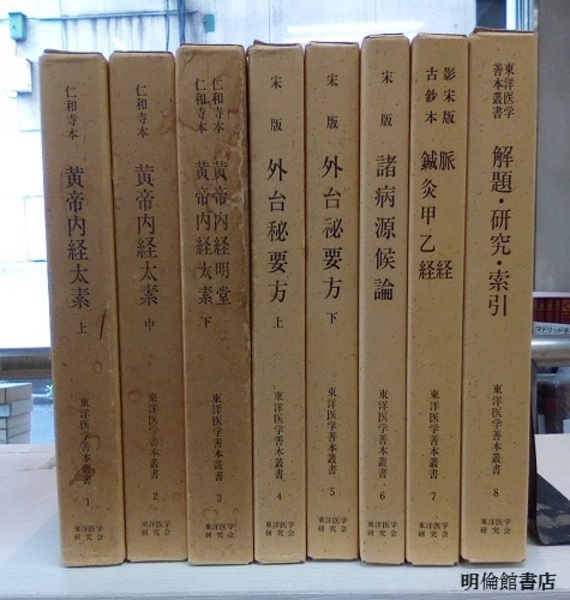 仁和寺本
黄帝内経太素 上
東洋医学善本叢書 1
東洋医学
研究会
仁和寺本
黄帝内経太素 中
東洋医学善本叢書 2
東洋医学
研究会
仁和寺本
黄帝内経明堂
仁和寺本
黄帝内経太素 下
東洋医学善本叢書 3
東洋医学
研究会
宋版
外台秘要方 上
東洋医学善本叢書 4
東洋医学
研究会
宋版
外台秘要方 下
東洋医学善本叢書 5
東洋医学
研究会
宋版
諸病源候論
東洋医学善本叢書 6
東洋医学
研究会
影宋版
脈経
古鈔本
鍼灸甲乙経
東洋医学善本叢書 7
東洋医学
研究会
東洋医学
善本叢書
解題・研究・索引
東洋医学善本叢書 8
東洋医学
研究会
明倫館書店